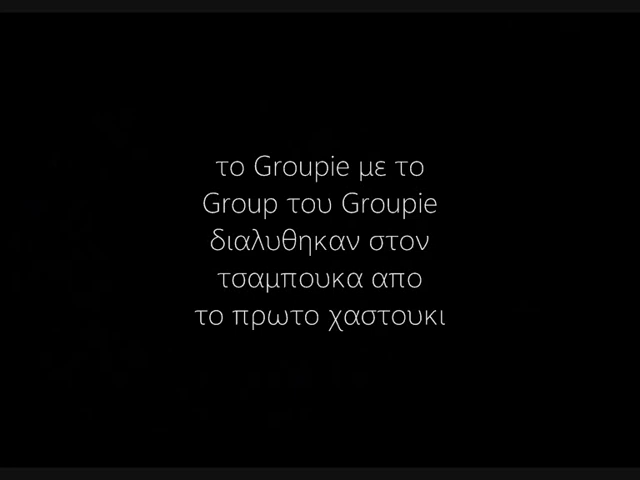 το Groupie με το
Group του Groupie
διαλυθηκαν στον
τσαμπουκα απο
το πρωτο χαστουκι